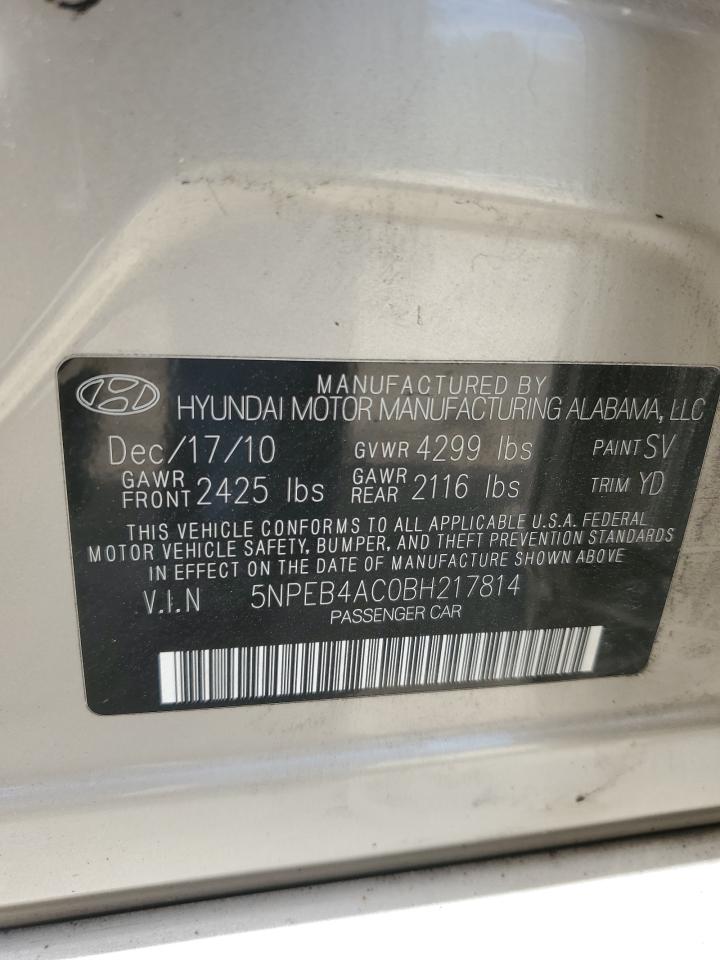 MANUFACTURED BY
HYUNDAI MOTOR MANUFACTURING ALABAMA, LLC
Dec/17/10 GVWR 4299 lbs PAINT SV
GAWR FRONT 2425 lbs GAWR REAR 2116 lbs TRIM YD
THIS VEHICLE CONFORMS TO ALL APPLICABLE U.S.A. FEDERAL
MOTOR VEHICLE SAFETY, BUMPER, AND THEFT PREVENTION STANDARDS
IN EFFECT ON THE DATE OF MANUFACTURE SHOWN ABOVE
V.I.N 5NPEB4AC0BH217814
PASSENGER CAR